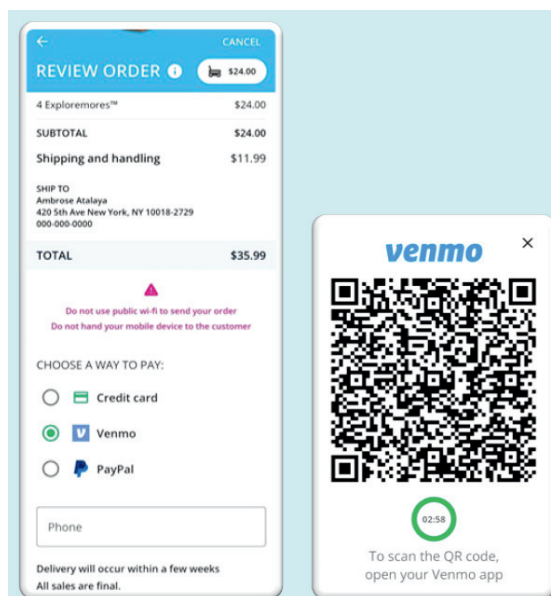 CANCEL
REVIEW ORDER $24.00
4 Exploremores™ $24.00
SUBTOTAL $24.00
Shipping and handling $11.99
SHIP TO
Ambrose Atalaya
420 5th Ave New York, NY 10018-2729
000-000-0000
TOTAL $35.99
Do not use public wi-fi to send your order
Do not hand your mobile device to the customer
CHOOSE A WAY TO PAY:
Credit card
Venmo
PayPal
Phone
Delivery will occur within a few weeks
All sales are final.
venmo
02:58
To scan the QR code,
open your Venmo app